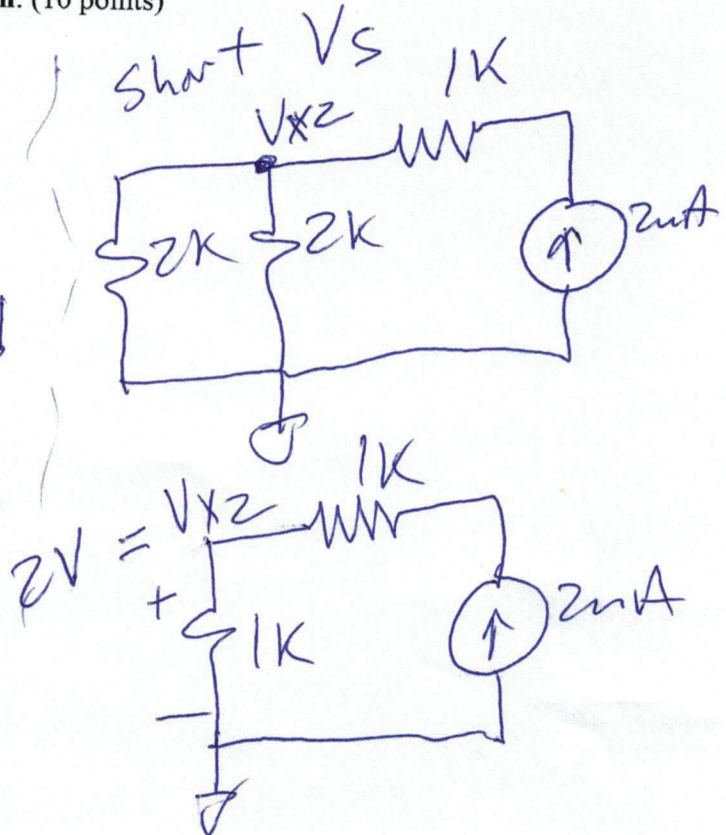 (10 points)
Short Vs
1K
Vx2
2K
2K
2mA
1K
2V = Vx2
+
1K
2mA
-